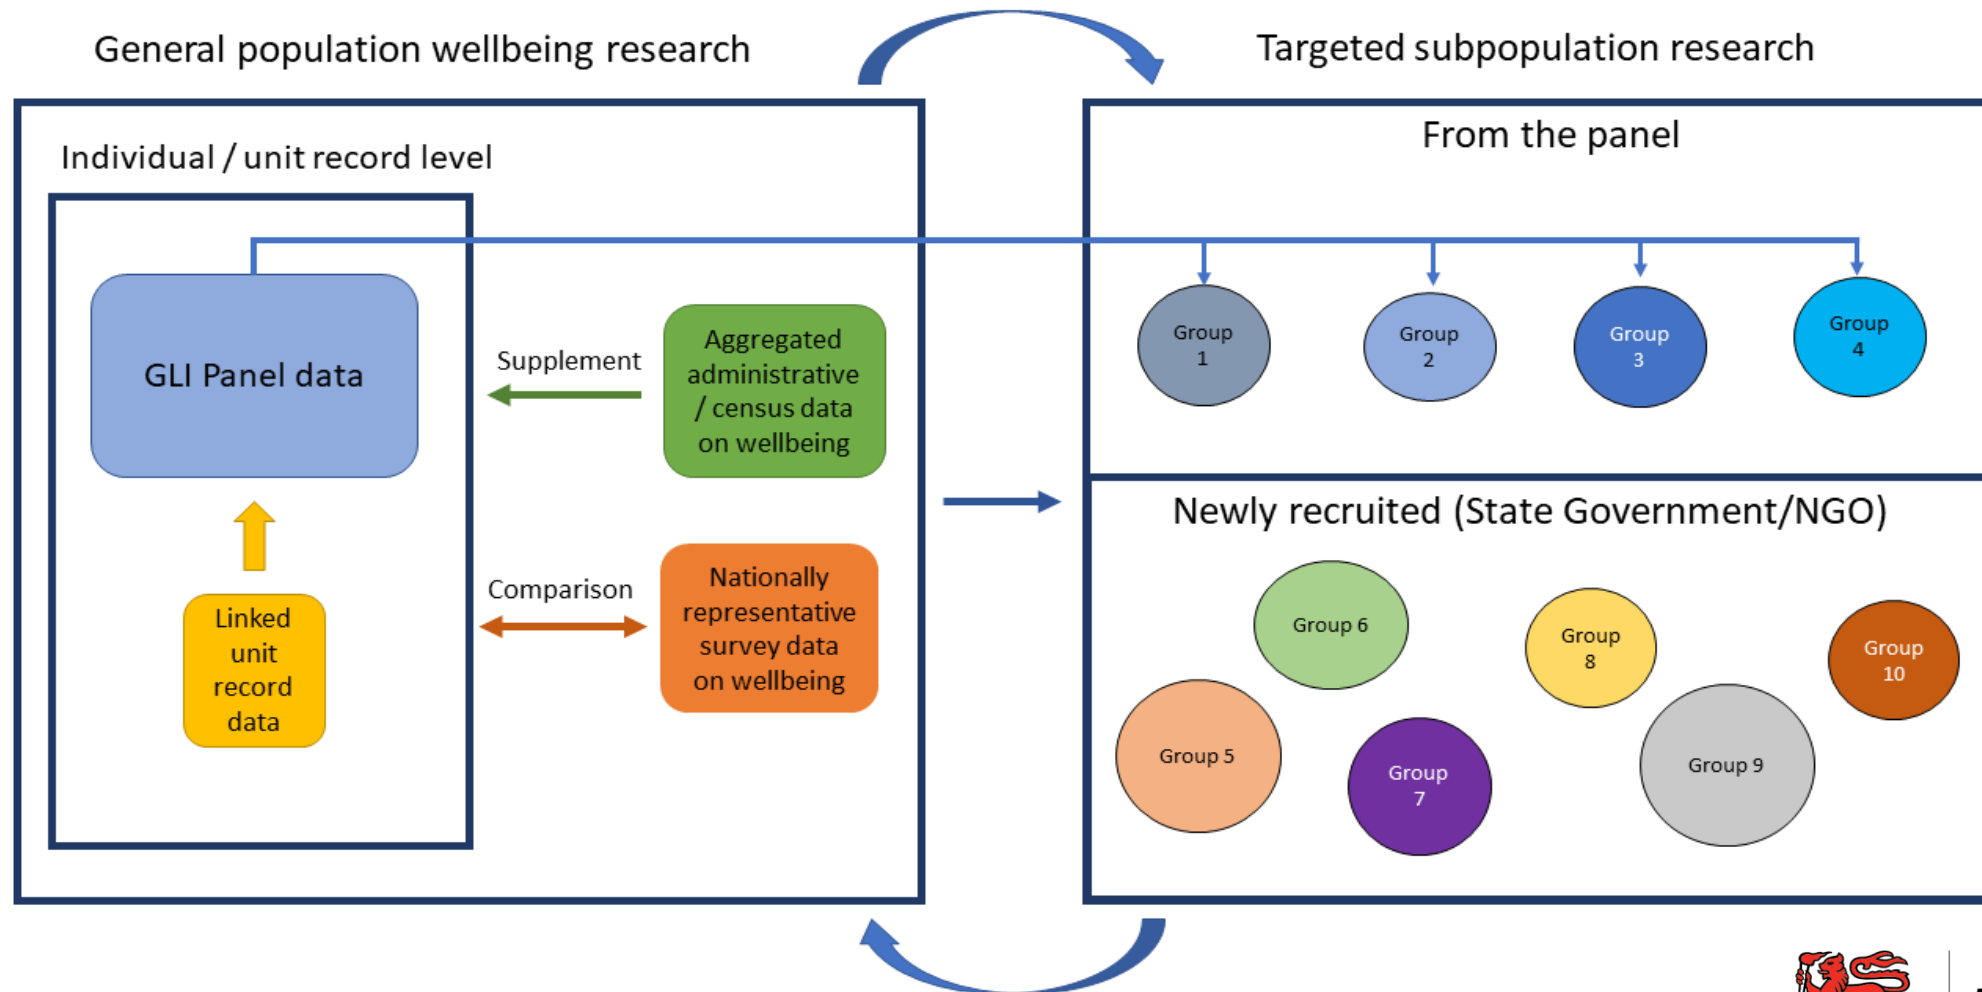 General population wellbeing research
Targeted subpopulation research
Individual / unit record level
GLI Panel data
Linked
unit
record
data
Supplement
Aggregated
administrative
/ census data
on wellbeing
Comparison
Nationally
representative
survey data
on wellbeing
From the panel
Group
1
Group
2
Group
3
Group
4
Newly recruited (State Government/NGO)
Group 6
Group
8
Group
10
Group 5
Group
7
Group 9